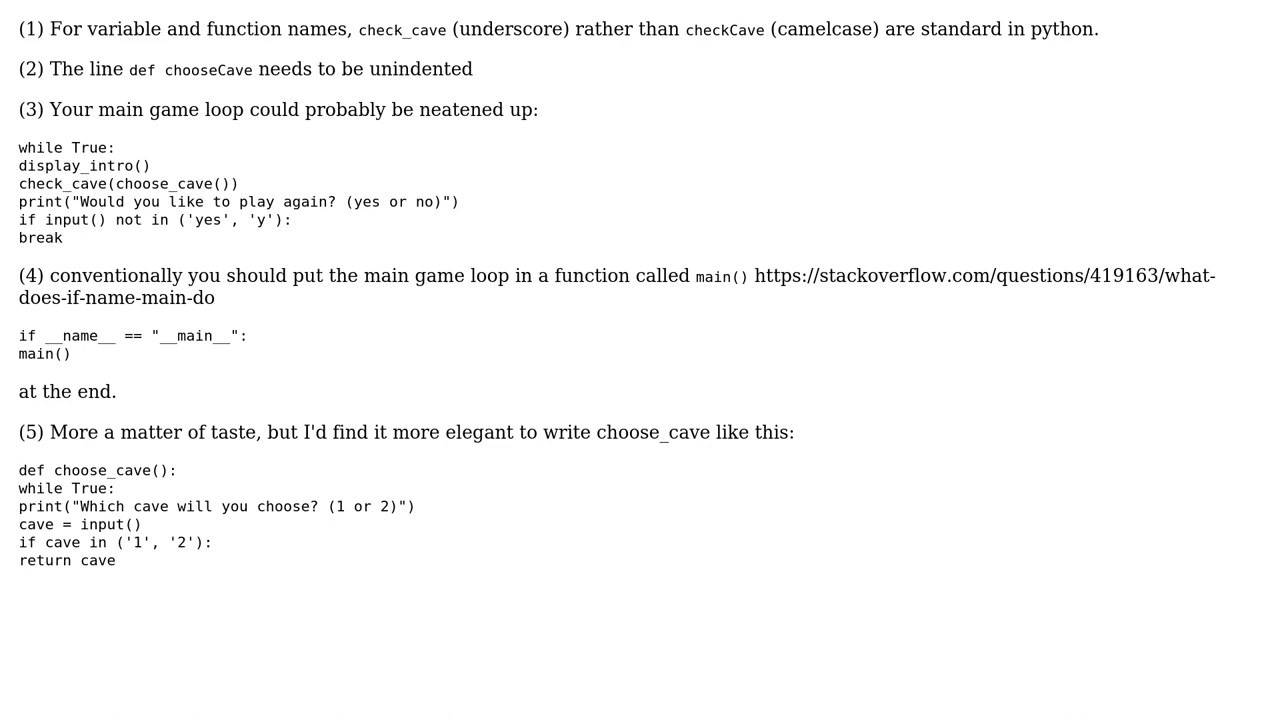 (1) For variable and function names, check_cave (underscore) rather than checkCave (camelcase) are standard in python.
(2) The line def chooseCave needs to be unindented
(3) Your main game loop could probably be neatened up:
while True:
display_intro()
check_cave(choose_cave())
print("Would you like to play again? (yes or no)")
if input() not in ('yes', 'y'):
break
(4) conventionally you should put the main game loop in a function called main() https://stackoverflow.com/questions/419163/what-
does-if-name-main-do
if __name__ == "__main__":
main()
at the end.
(5) More a matter of taste, but I'd find it more elegant to write choose_cave like this:
def choose_cave():
while True:
print("Which cave will you choose? (1 or 2)")
cave = input()
if cave in ('1', '2'):
return cave